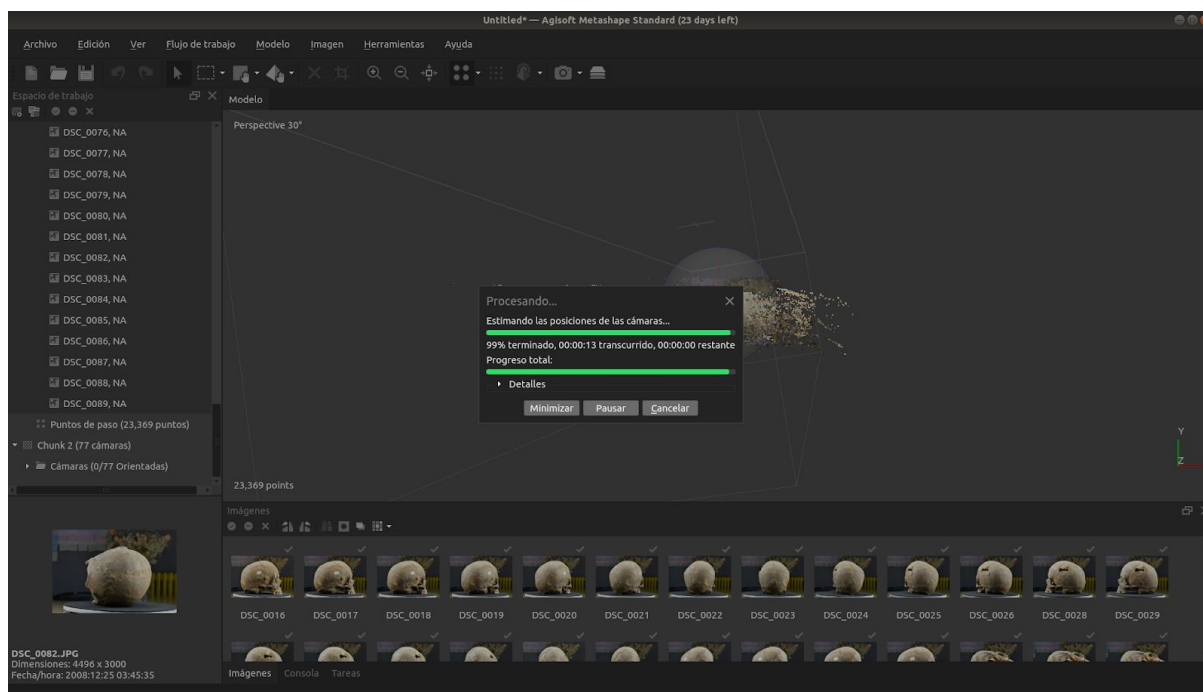 Untitled* — Agisoft Metashape Standard (23 days left)
Archivo Edición Ver Flujo de trabajo Modelo Imagen Herramientas Ayuda
Espacio de trabajo
Modelo
Perspective 30°
DSC_0076, NA
DSC_0077, NA
DSC_0078, NA
DSC_0079, NA
DSC_0080, NA
DSC_0081, NA
DSC_0082, NA
DSC_0083, NA
DSC_0084, NA
DSC_0085, NA
DSC_0086, NA
DSC_0087, NA
DSC_0088, NA
DSC_0089, NA
Puntos de paso (23,369 puntos)
Chunk 2 (77 cámaras)
Cámaras (0/77 Orientadas)
Procesando...
Estimando las posiciones de las cámaras...
99% terminado, 00:00:13 transcurrido, 00:00:00 restante
Progreso total:
Detalles
Minimizar Pausar Cancelar
Y
Z
23,369 points
Imágenes
DSC_0016 DSC_0017 DSC_0018 DSC_0019 DSC_0020 DSC_0021 DSC_0022 DSC_0023 DSC_0024 DSC_0025 DSC_0026 DSC_0028 DSC_0029
DSC_0082.JPG
Dimensiones: 4496 x 3000
Fecha/hora: 2008:12:25 03:45:35
Imágenes Consola Tareas